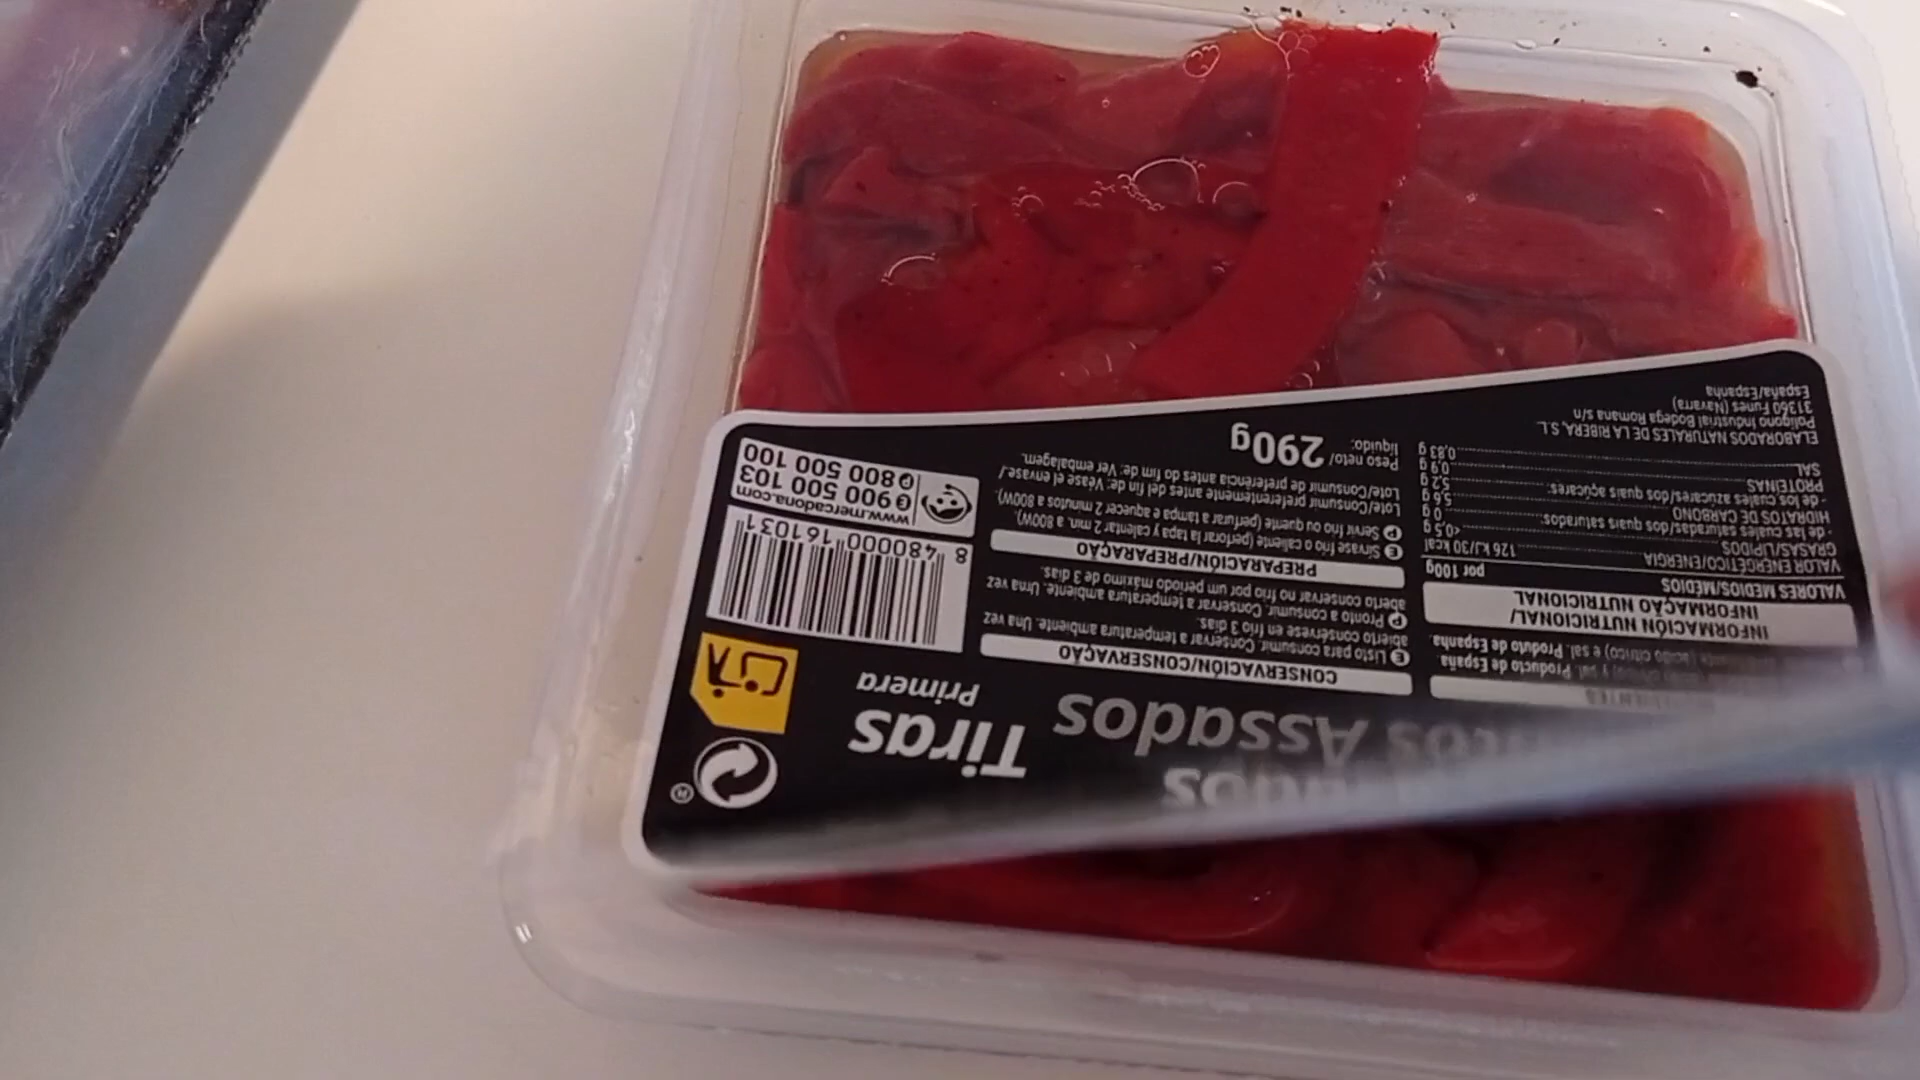 Assados
Tiras
Primera
CONSERVACIÓN/CONSERVAÇÃO
E Listo para consumir. Conservar a temperatura ambiente. Una vez
abierto consérvese en frío 3 días.
P Pronto a consumir. Conservar a temperatura ambiente. Uma vez
aberto conservar no frio por um período máximo de 3 dias.
PREPARACIÓN/PREPARAÇÃO
E Sírvase frío o caliente (perforar la tapa y calentar 2 min. a 800W).
P Servir frio ou quente (perfurar a tampa e aquecer 2 minutos a 800W).
Lote/Consumir preferentemente antes del fin de: Véase el envase/
Lote/Consumir de preferência antes do fim de: Ver embalagem.
Peso neto/
líquido: 290g
y sal. Producto de España.
(ácido cítrico) e sal. Produto de Espanha.
INFORMACIÓN NUTRICIONAL/
INFORMAÇÃO NUTRICIONAL
VALORES MEDIOS/MÉDIOS por 100g
VALOR ENERGÉTICO/ENERGIA 126 kJ/30 kcal
GRASAS/LÍPIDOS <0,5 g
- de las cuales saturadas/dos quais saturados: 0 g
HIDRATOS DE CARBONO 5,6 g
- de los cuales azúcares/dos quais açúcares: 5,2 g
PROTEÍNAS 0,9 g
SAL 0,83 g
ELABORADOS NATURALES DE LA RIBERA, S.L.
Polígono Industrial Bodega Romana s/n
31360 Funes (Navarra)
España/Espanha
8 480000 161031
www.mercadona.com
E 900 500 103
P 800 500 100
®